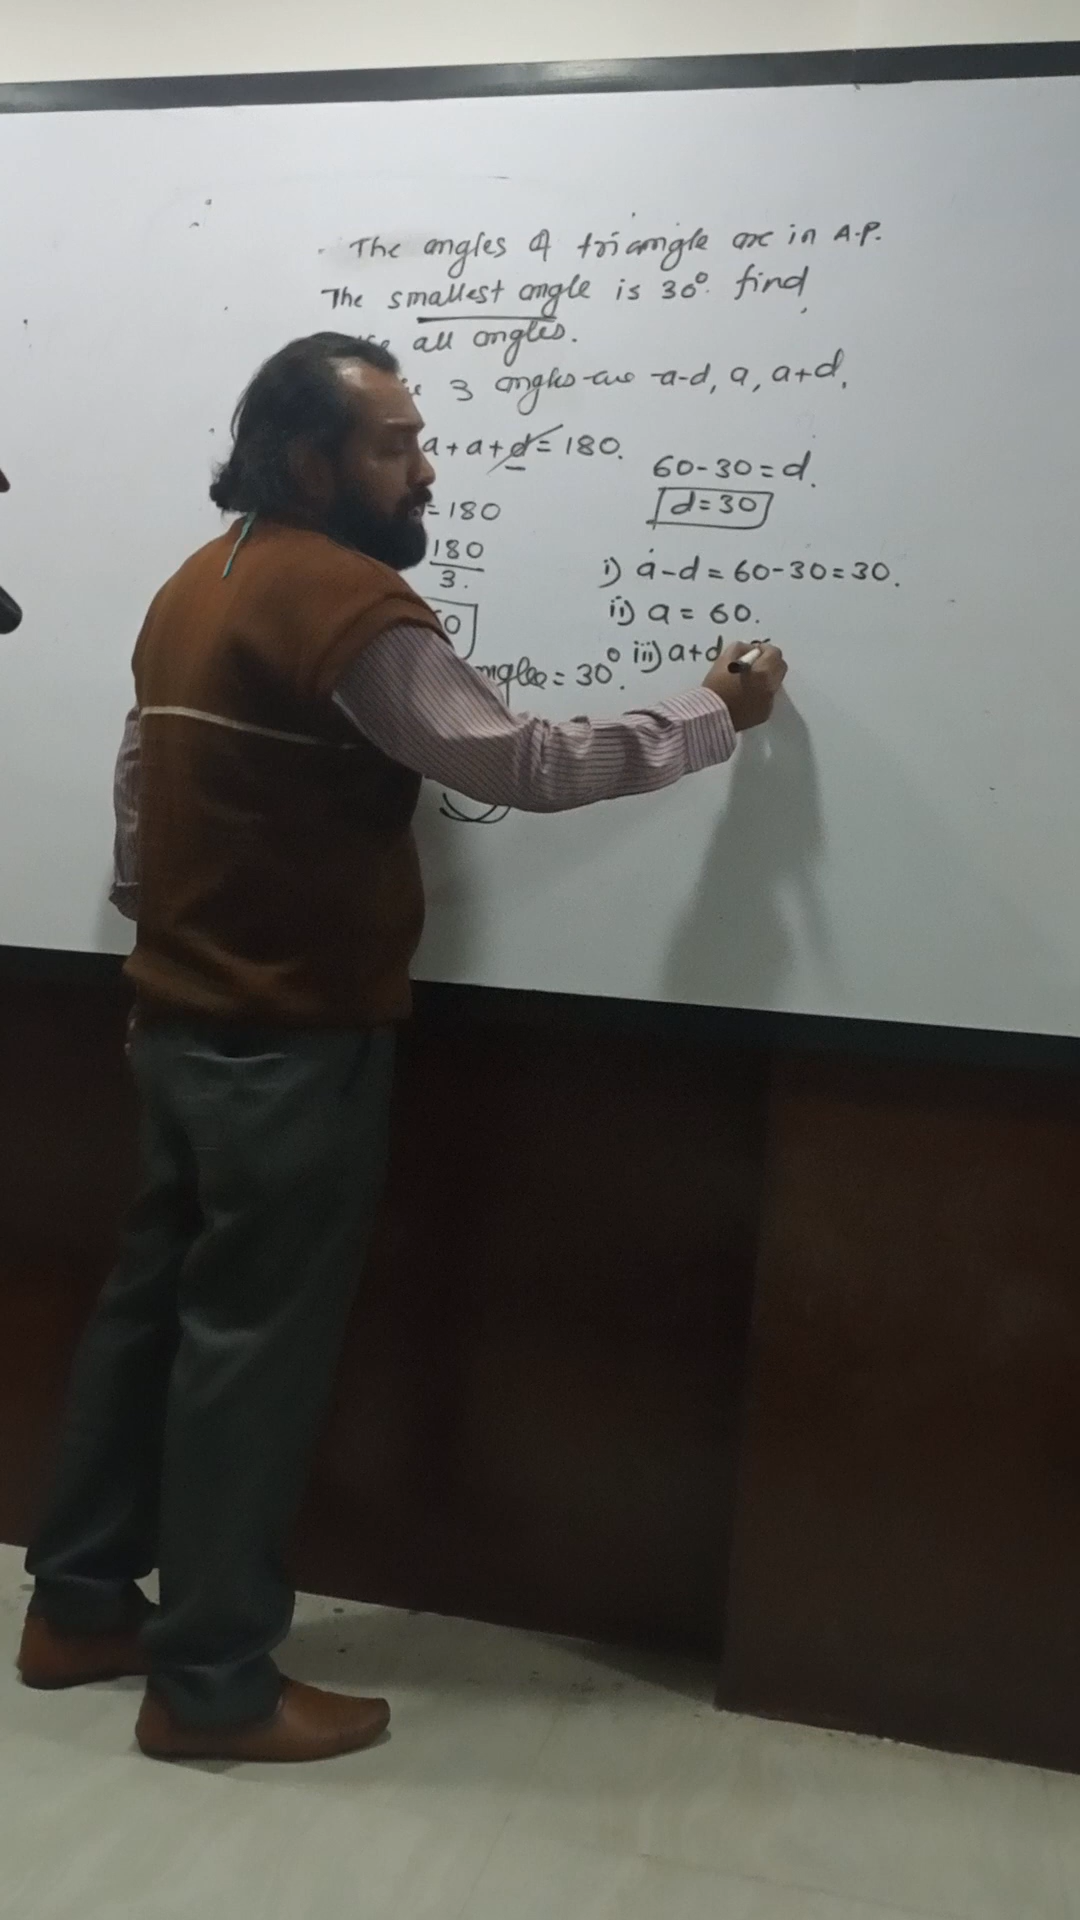 The angles of triangle are in A.P.
The smallest angle is 30°. find
all angles.
3 angles are a-d, a, a+d.
a + a + d = 180.
= 180
180
3.
60 - 30 = d.
d = 30
i) a - d = 60 - 30 = 30.
ii) a = 60.
iii) a + d
angle = 30°.